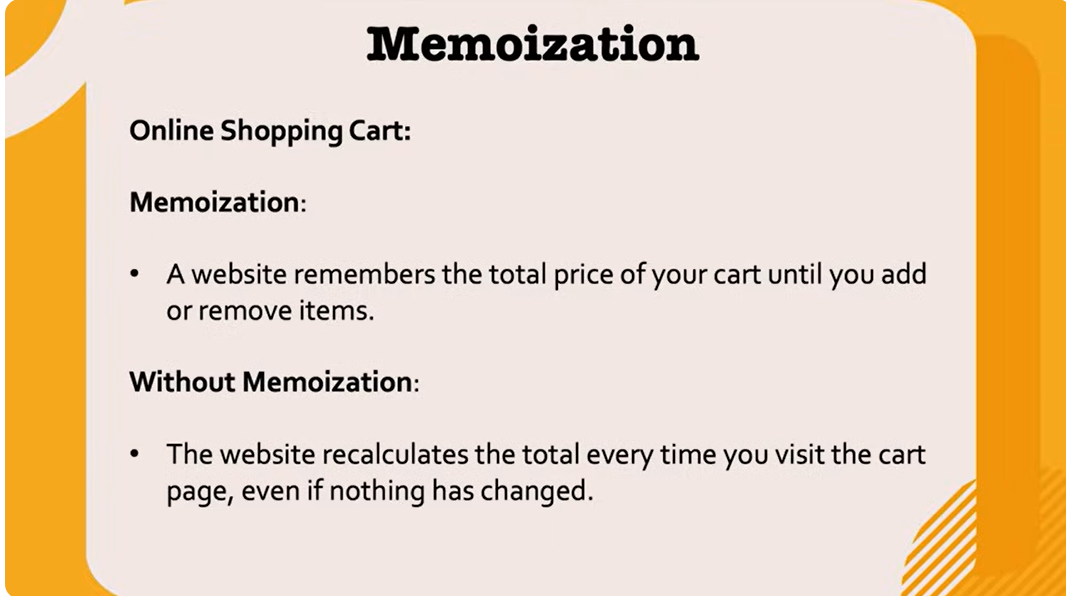 Memoization
Online Shopping Cart:
Memoization:
• A website remembers the total price of your cart until you add
or remove items.
Without Memoization:
• The website recalculates the total every time you visit the cart
page, even if nothing has changed.